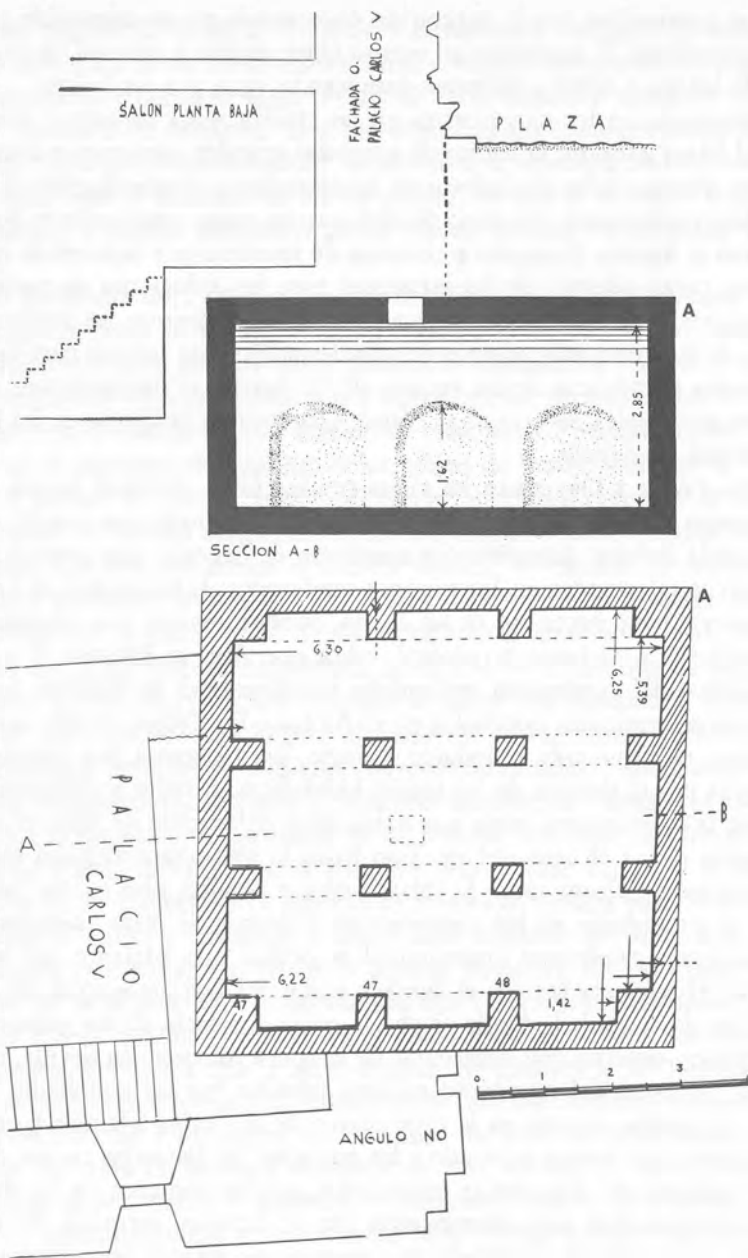 SALON PLANTA BAJA
FACHADA O.
PALACIO CARLOS V
P L A Z A
A
2,85
1,62
SECCION A-B
A
6,30
6,25
5,39
B
A
PALACIO
CARLOS V
6,22
47
47
48
1,42
0
1
2
3
ANGULO NO